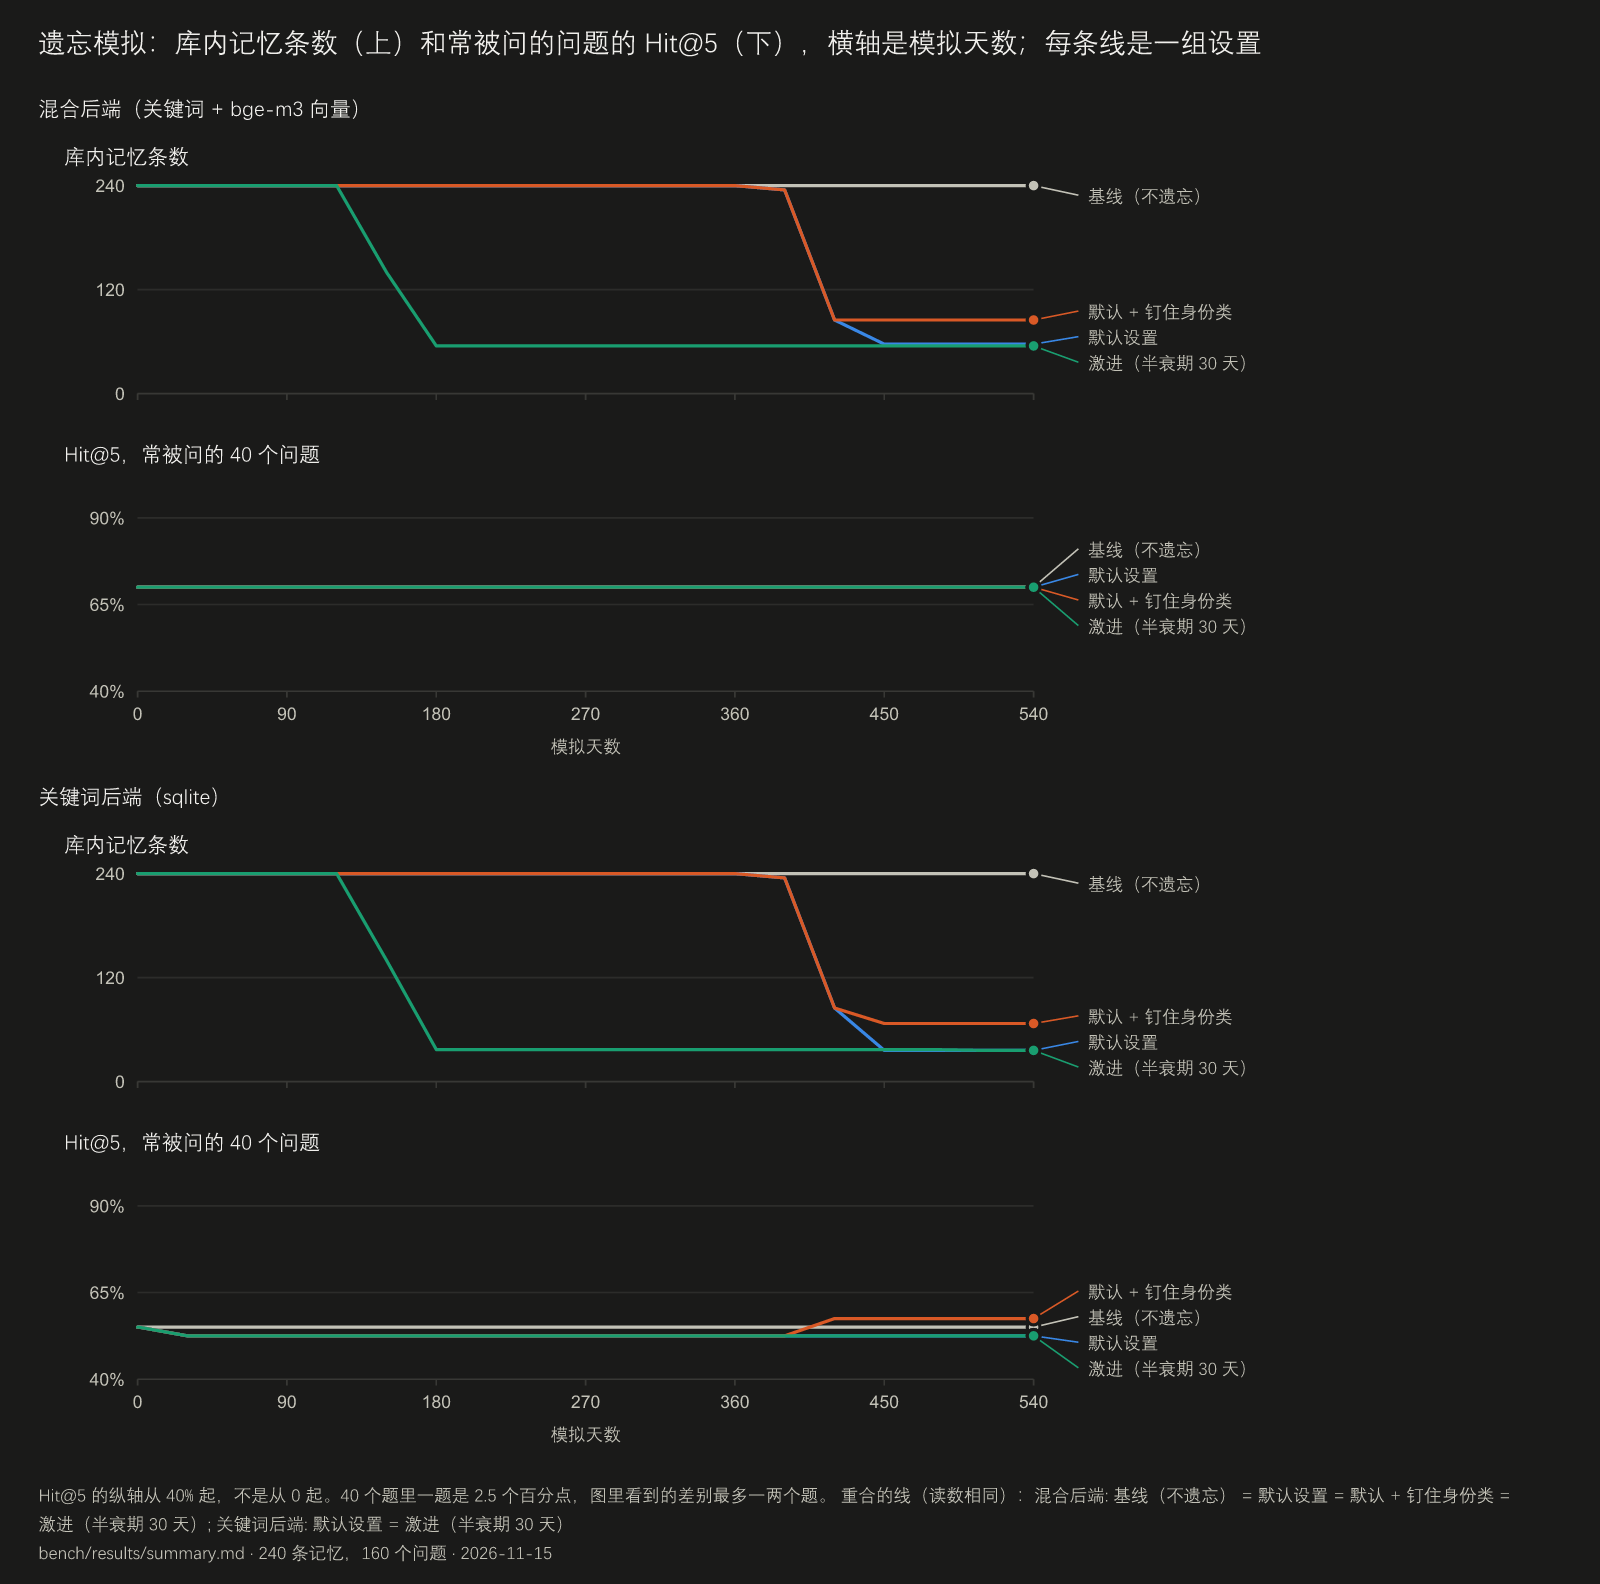 遗忘模拟：库内记忆条数（上）和常被问的问题的 Hit@5（下），横轴是模拟天数；每条线是一组设置
混合后端（关键词 + bge-m3 向量）
库内记忆条数
240
120
0
基线（不遗忘）
默认 + 钉住身份类
默认设置
激进（半衰期 30 天）
Hit@5，常被问的 40 个问题
90%
65%
40%
基线（不遗忘）
默认设置
默认 + 钉住身份类
激进（半衰期 30 天）
0 90 180 270 360 450 540
模拟天数
关键词后端（sqlite）
库内记忆条数
240
120
0
基线（不遗忘）
默认 + 钉住身份类
默认设置
激进（半衰期 30 天）
Hit@5，常被问的 40 个问题
90%
65%
40%
默认 + 钉住身份类
基线（不遗忘）
默认设置
激进（半衰期 30 天）
0 90 180 270 360 450 540
模拟天数
Hit@5 的纵轴从 40% 起，不是从 0 起。40 个题里一题是 2.5 个百分点，图里看到的差别最多一两个题。 重合的线（读数相同）：混合后端: 基线（不遗忘） = 默认设置 = 默认 + 钉住身份类 =
激进（半衰期 30 天）; 关键词后端: 默认设置 = 激进（半衰期 30 天）
bench/results/summary.md · 240 条记忆，160 个问题 · 2026-11-15